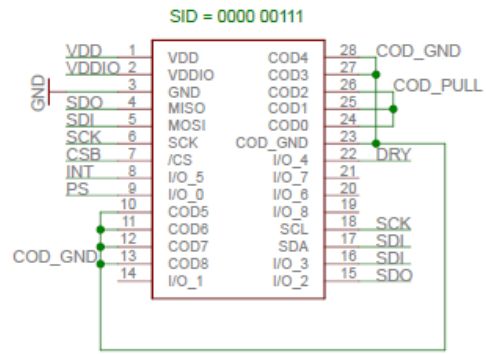 SID = 0000 00111
VDD 1 VDD COD4 28 COD_GND
VDDIO 2 VDDIO COD3 27
GND 3 GND COD2 26 COD_PULL
SDO 4 MISO COD1 25
SDI 5 MOSI COD0 24
SCK 6 SCK COD_GND 23
CSB 7 /CS I/O_4 22 DRY
INT 8 I/O_5 I/O_7 21
PS 9 I/O_0 I/O_6 20
10 COD5 I/O_8 19
11 COD6 SCL 18 SCK
12 COD7 SDA 17 SDI
COD_GND 13 COD8 I/O_3 16 SDI
14 I/O_1 I/O_2 15 SDO